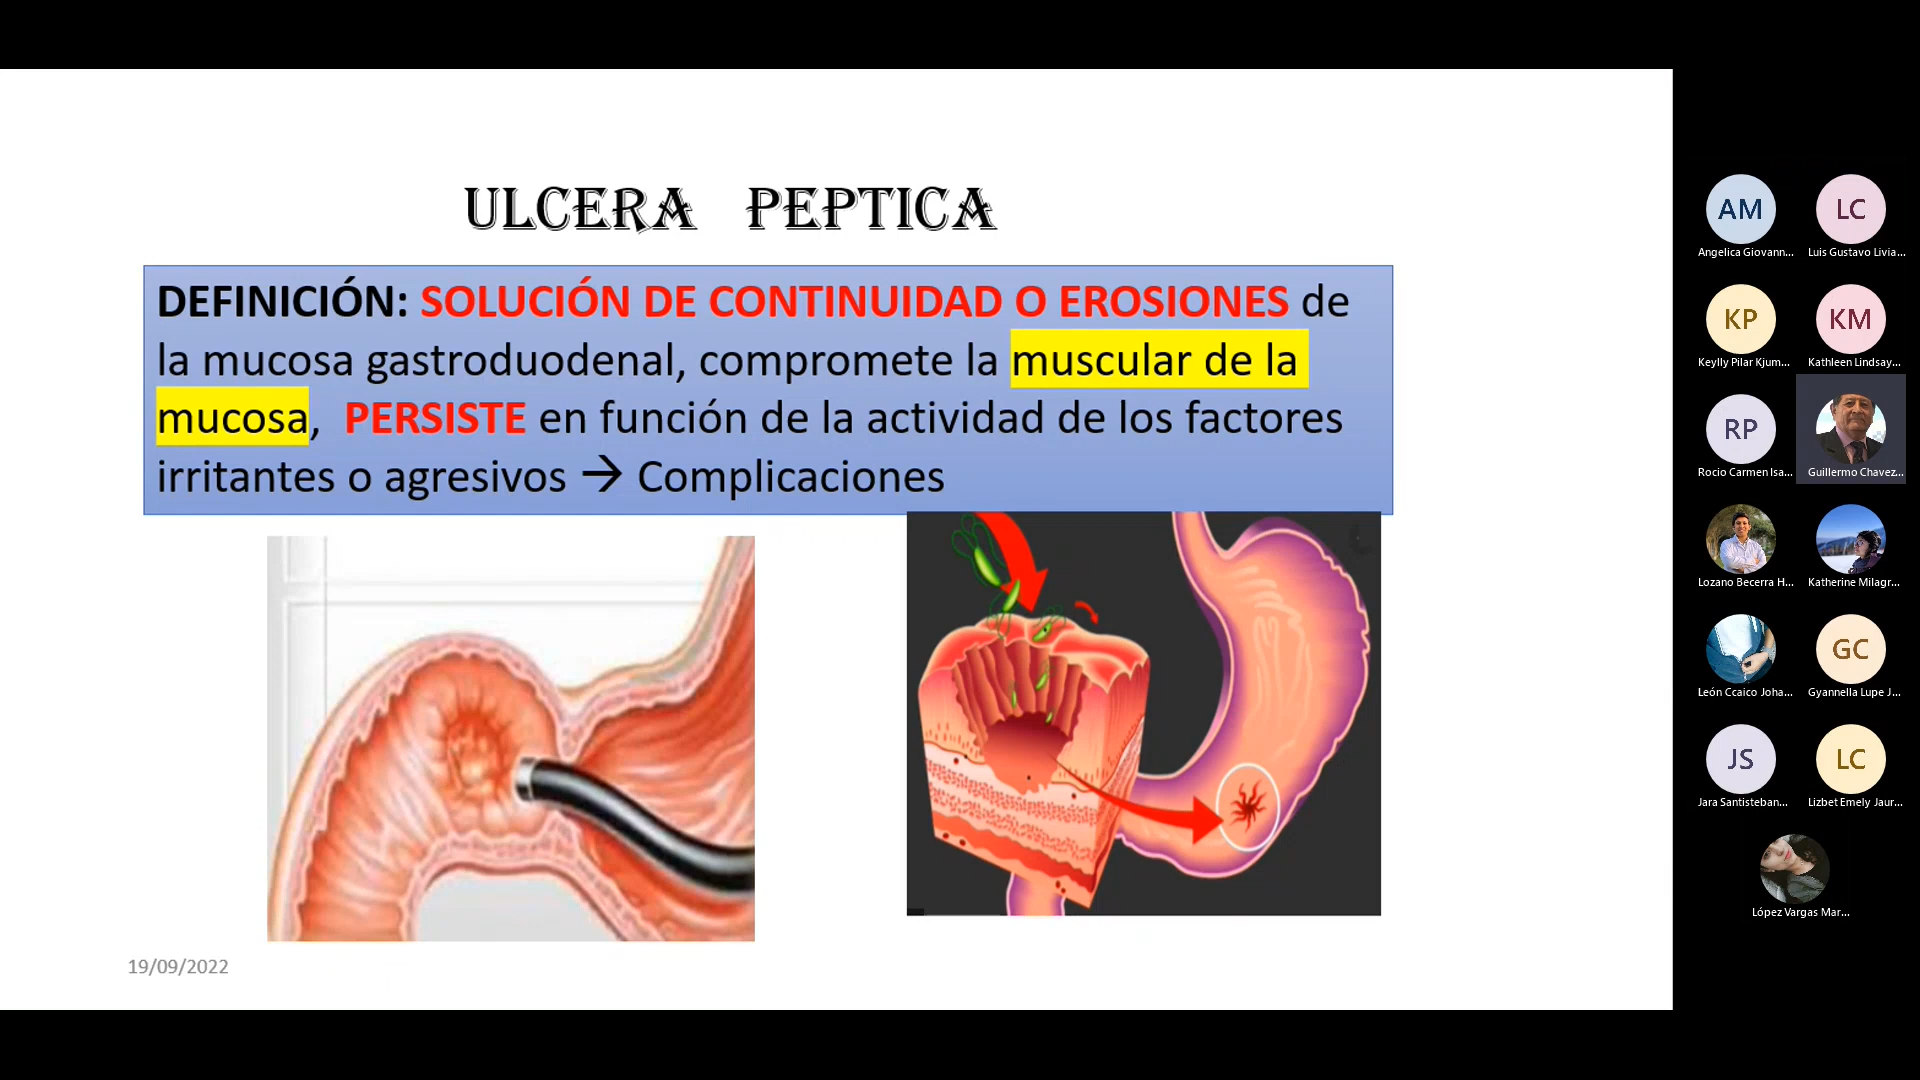 ULCERA PEPTICA
DEFINICIÓN: SOLUCIÓN DE CONTINUIDAD O EROSIONES de
la mucosa gastroduodenal, compromete la muscular de la
mucosa, PERSISTE en función de la actividad de los factores
irritantes o agresivos → Complicaciones
19/09/2022
AM
Angelica Giovann...
LC
Luis Gustavo Livia...
KP
Keylly Pilar Kjum...
KM
Kathleen Lindsay...
RP
Rocio Carmen Isa...
Guillermo Chavez...
Lozano Becerra H...
Katherine Milagr...
León Ccaico Joha...
GC
Gyannella Lupe J...
JS
Jara Santisteban...
LC
Lizbet Emely Jaur...
López Vargas Mar...